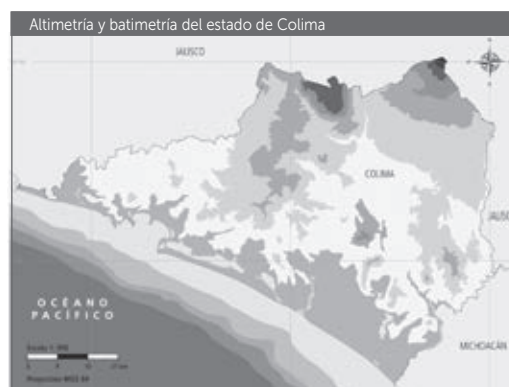 Altimetría y batimetría del estado de Colima
JALISCO
COLIMA
OCÉANO
PACÍFICO
MICHOACÁN